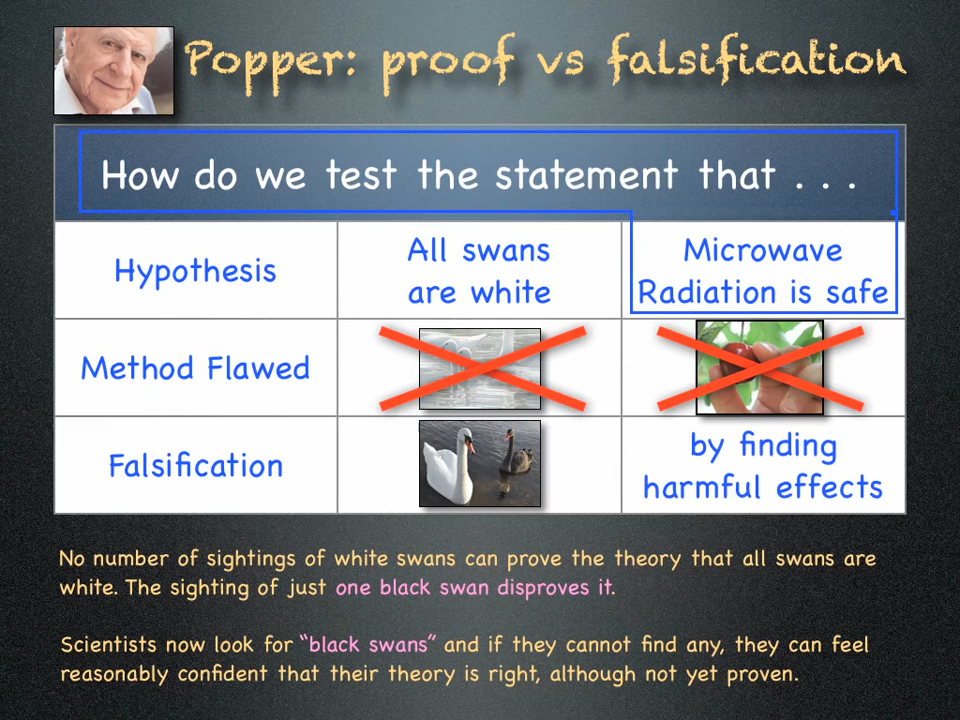 Popper: proof vs falsification
How do we test the statement that . . .
Hypothesis
All swans
are white
Microwave
Radiation is safe
Method Flawed
Falsification
by finding
harmful effects
No number of sightings of white swans can prove the theory that all swans are
white. The sighting of just one black swan disproves it.
Scientists now look for “black swans” and if they cannot find any, they can feel
reasonably confident that their theory is right, although not yet proven.